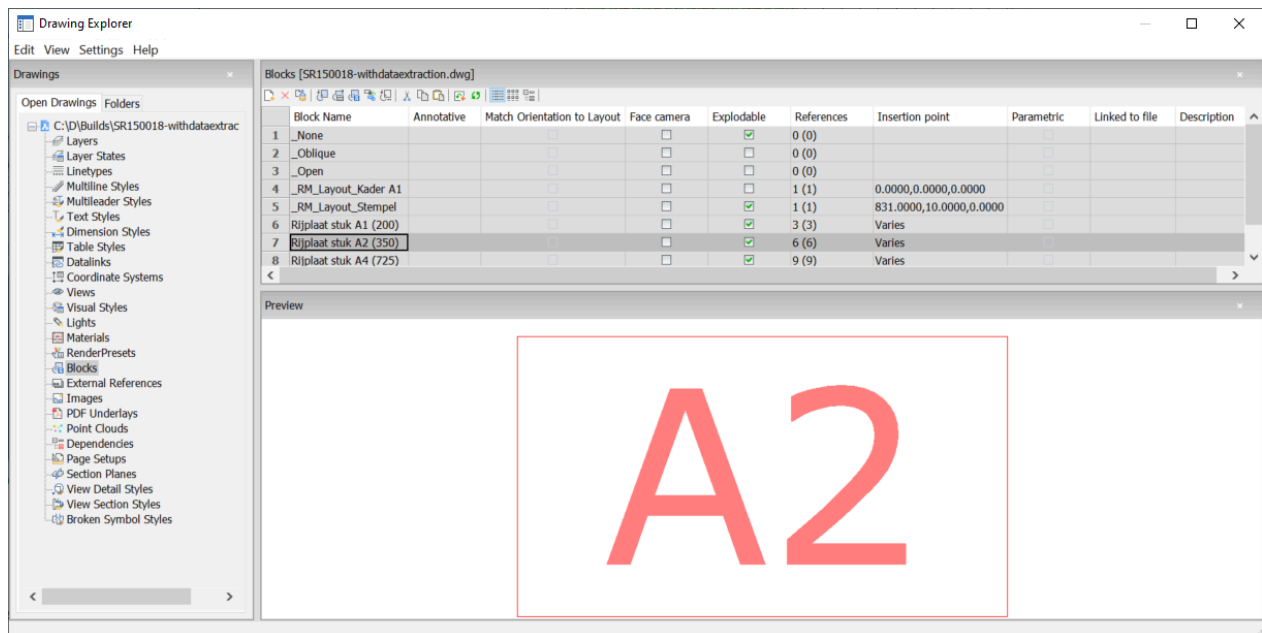 Drawing Explorer
Edit View Settings Help
Drawings
Open Drawings Folders
C:\D\Builds\SR150018-withdataextrac
Layers
Layer States
Linetypes
Multiline Styles
Multileader Styles
Text Styles
Dimension Styles
Table Styles
Datalinks
Coordinate Systems
Views
Visual Styles
Lights
Materials
RenderPresets
Blocks
External References
Images
PDF Underlays
Point Clouds
Dependencies
Page Setups
Section Planes
View Detail Styles
View Section Styles
Broken Symbol Styles
Blocks [SR150018-withdataextraction.dwg]
Block Name Annotative Match Orientation to Layout Face camera Explodable References Insertion point Parametric Linked to file Description
1 _None 0 (0)
2 _Oblique 0 (0)
3 _Open 0 (0)
4 _RM_Layout_Kader A1 1 (1) 0.0000,0.0000,0.0000
5 _RM_Layout_Stempel 1 (1) 831.0000,10.0000,0.0000
6 Rijplaat stuk A1 (200) 3 (3) Varies
7 Rijplaat stuk A2 (350) 6 (6) Varies
8 Rijplaat stuk A4 (725) 9 (9) Varies
Preview
A2